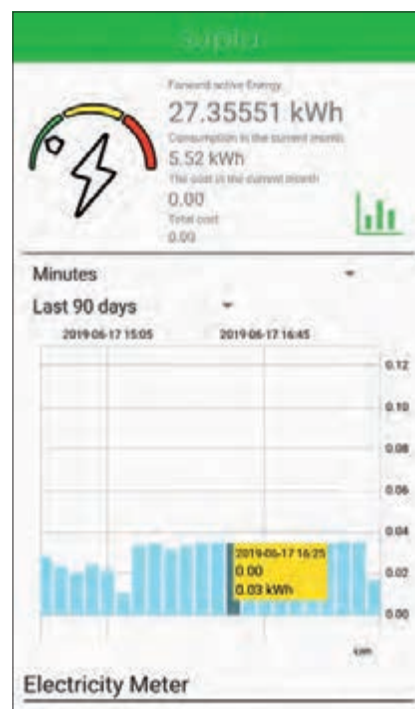 supla
Forward active Energy
27.35551 kWh
Consumption in the current month
5.52 kWh
The cost in the current month
0.00
Total cost
0.00
Minutes
Last 90 days
2019-06-17 15:05 2019-06-17 16:45
0.12
0.10
0.08
0.06
0.04
2019-06-17 16:25
0.00
0.03 kWh
0.02
0.00
Electricity Meter